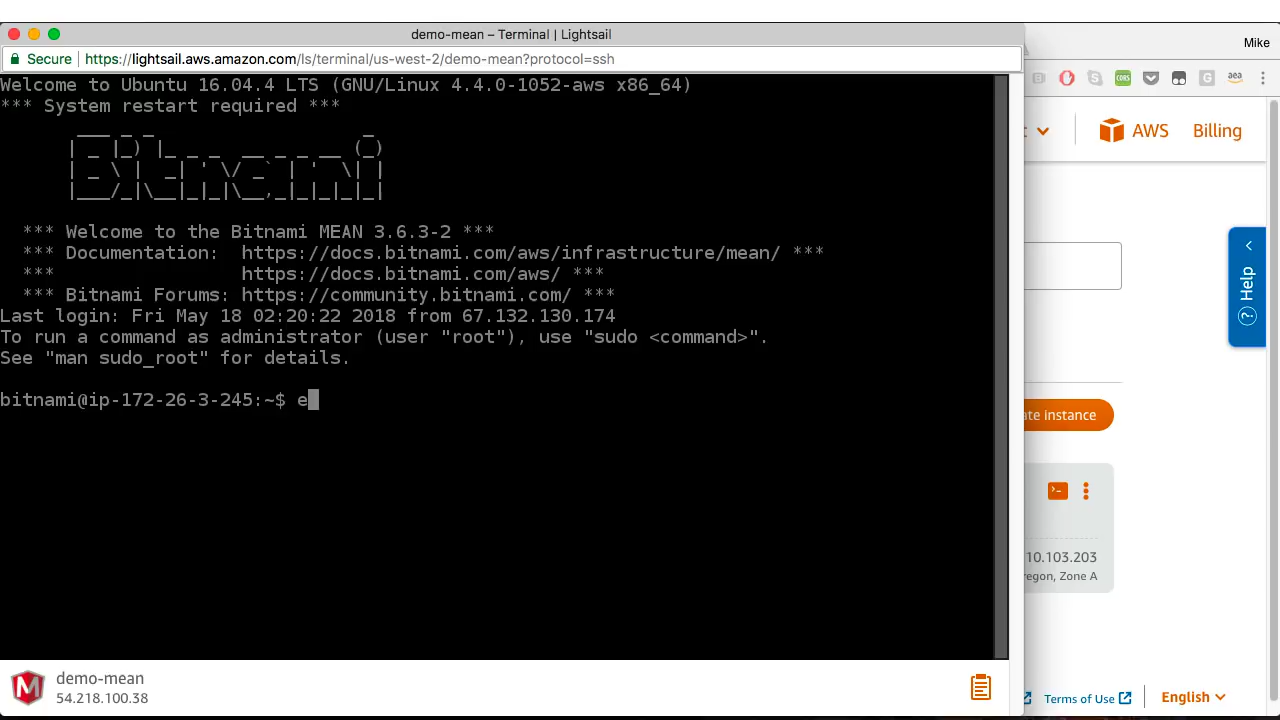 demo-mean – Terminal | Lightsail
Mike
Secure
https://lightsail.aws.amazon.com/ls/terminal/us-west-2/demo-mean?protocol=ssh
Welcome to Ubuntu 16.04.4 LTS (GNU/Linux 4.4.0-1052-aws x86_64)
*** System restart required ***
Bitnami
*** Welcome to the Bitnami MEAN 3.6.3-2 ***
*** Documentation: https://docs.bitnami.com/aws/infrastructure/mean/ ***
*** https://docs.bitnami.com/aws/ ***
*** Bitnami Forums: https://community.bitnami.com/ ***
Last login: Fri May 18 02:20:22 2018 from 67.132.130.174
To run a command as administrator (user "root"), use "sudo <command>".
See "man sudo_root" for details.
bitnami@ip-172-26-3-245:~$ e
demo-mean
54.218.100.38
CORS
aea
AWS
Billing
Help
ate instance
10.103.203
regon, Zone A
Terms of Use
English